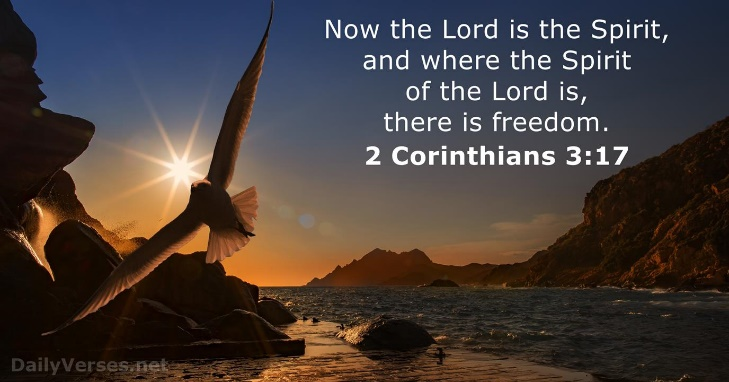 Now the Lord is the Spirit,
and where the Spirit
of the Lord is,
there is freedom.
2 Corinthians 3:17
DailyVerses.net